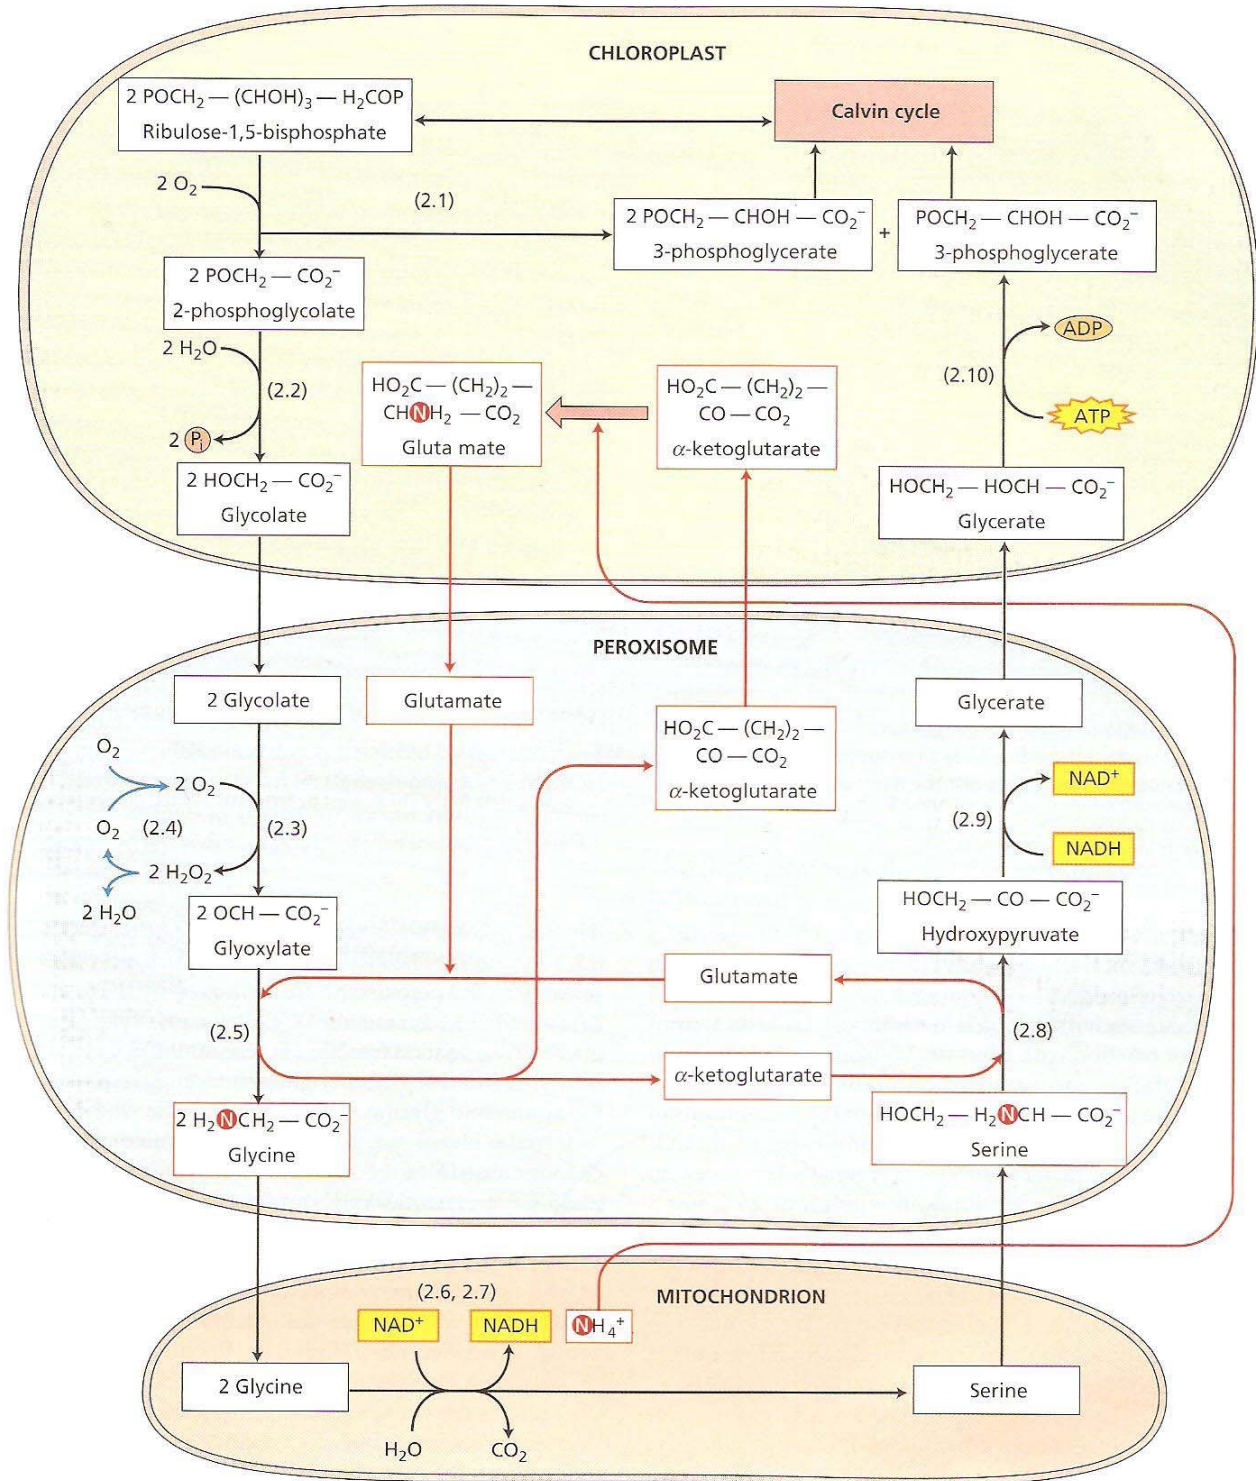 CHLOROPLAST
2 POCH₂ — (CHOH)₃ — H₂COP
Ribulose-1,5-bisphosphate
Calvin cycle
2 O₂
(2.1)
2 POCH₂ — CHOH — CO₂⁻
3-phosphoglycerate
+
POCH₂ — CHOH — CO₂⁻
3-phosphoglycerate
2 POCH₂ — CO₂⁻
2-phosphoglycolate
2 H₂O
(2.2)
2 Pᵢ
HO₂C — (CH₂)₂ —
CHNH₂ — CO₂
Gluta mate
HO₂C — (CH₂)₂ —
CO — CO₂
α-ketoglutarate
ADP
(2.10)
ATP
2 HOCH₂ — CO₂⁻
Glycolate
HOCH₂ — HOCH — CO₂⁻
Glycerate
PEROXISOME
2 Glycolate
Glutamate
HO₂C — (CH₂)₂ —
CO — CO₂
α-ketoglutarate
Glycerate
O₂
2 O₂
O₂
(2.4)
(2.3)
2 H₂O₂
2 H₂O
NAD⁺
(2.9)
NADH
2 OCH — CO₂⁻
Glyoxylate
HOCH₂ — CO — CO₂⁻
Hydroxypyruvate
Glutamate
(2.5)
(2.8)
α-ketoglutarate
2 H₂NCH₂ — CO₂⁻
Glycine
HOCH₂ — H₂NCH — CO₂⁻
Serine
MITOCHONDRION
(2.6, 2.7)
NAD⁺
NADH
NH₄⁺
2 Glycine
Serine
H₂O
CO₂